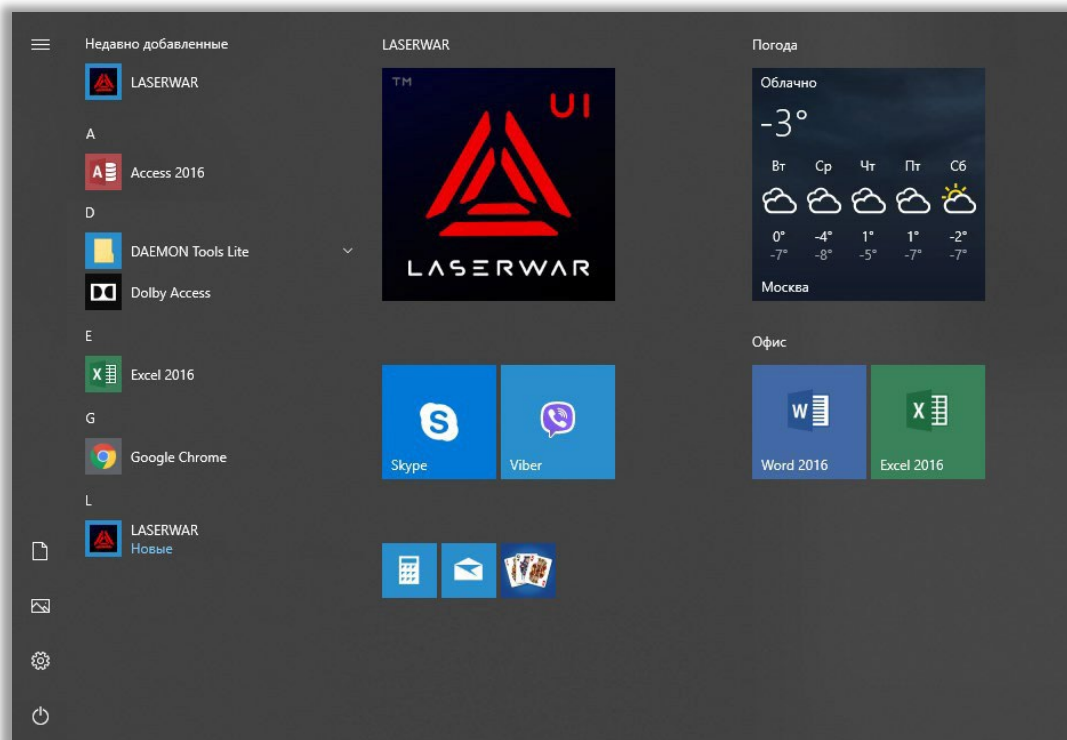 Недавно добавленные
LASERWAR
A
Access 2016
D
DAEMON Tools Lite
Dolby Access
E
Excel 2016
G
Google Chrome
L
LASERWAR
Новые
LASERWAR
TM
UI
LASERWAR
Skype
Viber
Погода
Облачно
-3°
Вт Ср Чт Пт Сб
0° -4° 1° 1° -2°
-7° -8° -5° -7° -7°
Москва
Офис
Word 2016
Excel 2016